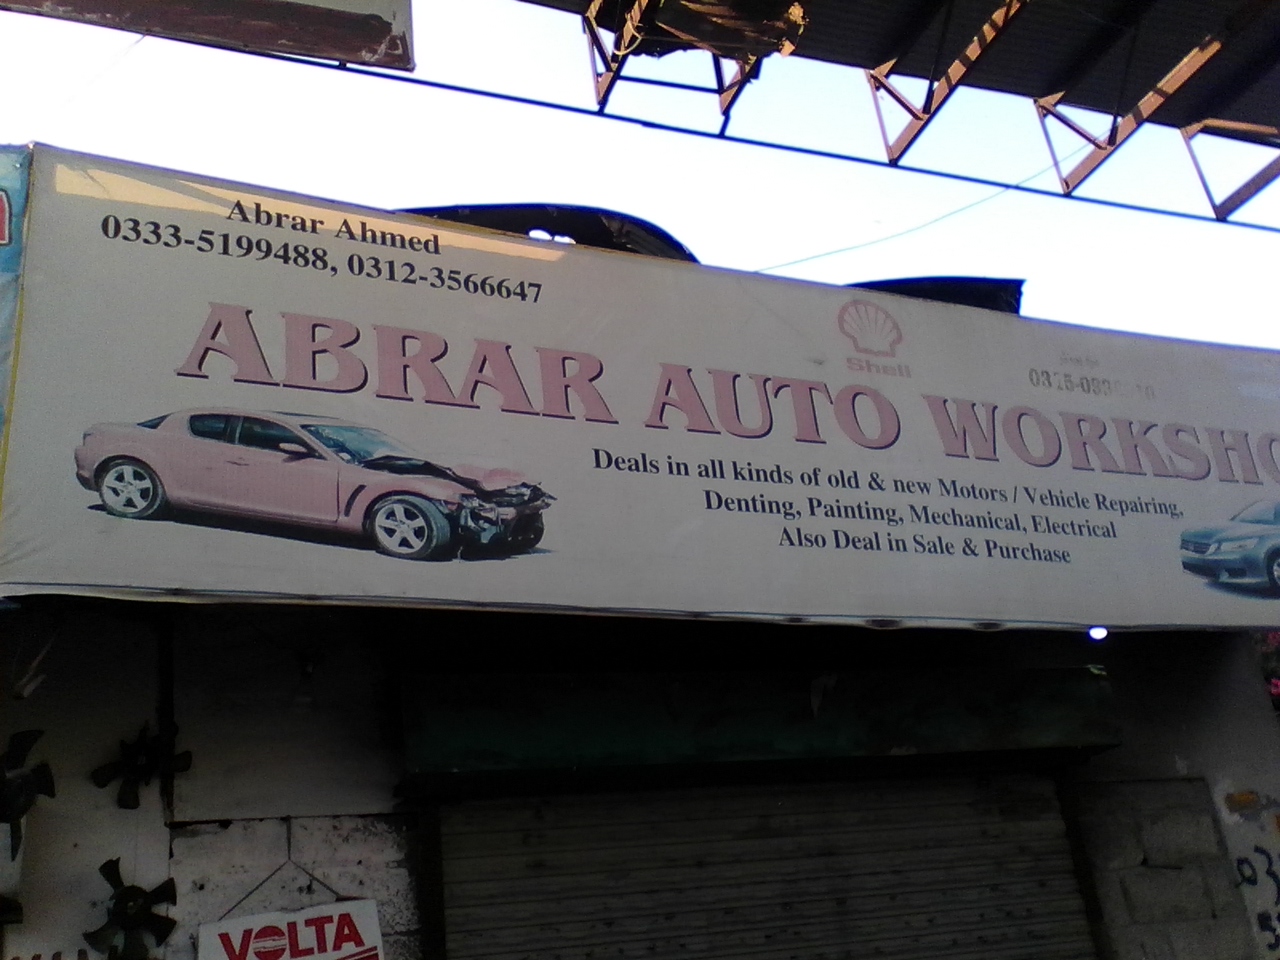 Abrar Ahmed
0333-5199488, 0312-3566647
Shell
ABRAR AUTO WORKSHO
Deals in all kinds of old & new Motors / Vehicle Repairing,
Denting, Painting, Mechanical, Electrical
Also Deal in Sale & Purchase
VOLTA